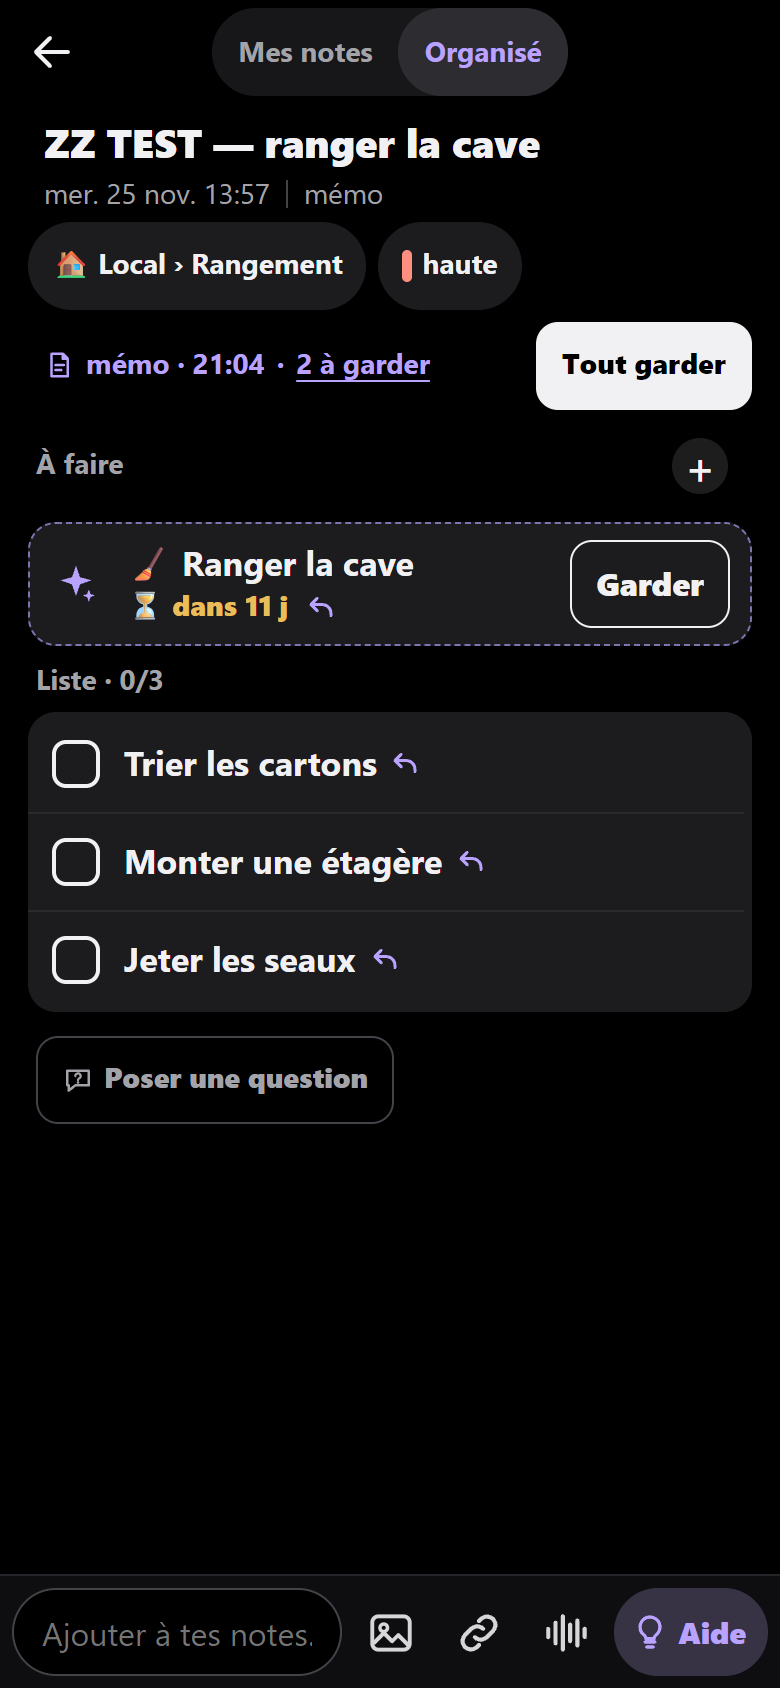 Mes notes
Organisé
ZZ TEST — ranger la cave
mer. 25 nov. 13:57 | mémo
Local › Rangement
haute
mémo · 21:04 · 2 à garder
Tout garder
À faire
+
Ranger la cave
dans 11 j
Garder
Liste · 0/3
Trier les cartons
Monter une étagère
Jeter les seaux
Poser une question
Ajouter à tes notes.
Aide